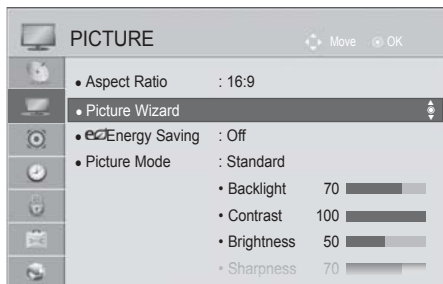 PICTURE Move OK
• Aspect Ratio : 16:9
• Picture Wizard
• eco Energy Saving : Off
• Picture Mode : Standard
• Backlight 70
• Contrast 100
• Brightness 50
• Sharpness 70